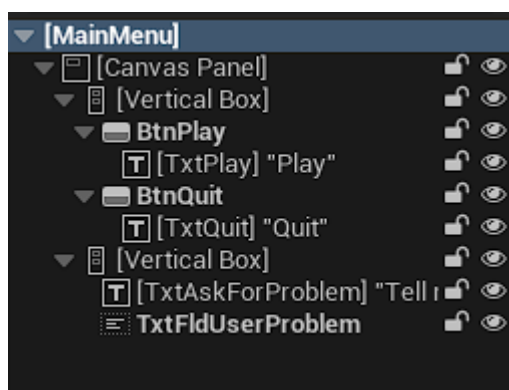 [MainMenu]
[Canvas Panel]
[Vertical Box]
BtnPlay
[TxtPlay] "Play"
BtnQuit
[TxtQuit] "Quit"
[Vertical Box]
[TxtAskForProblem] "Tell
TxtFldUserProblem